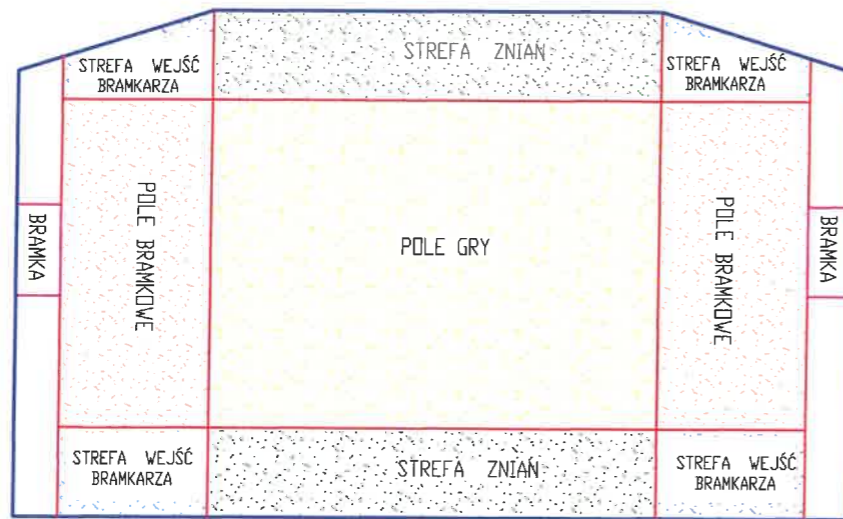 STREFA ZNIAN
STREFA WEJŚĆ
BRAMKARZA
STREFA WEJŚĆ
BRAMKARZA
BRAMKA
POLE BRAMKOWE
POLE GRY
POLE BRAMKOWE
BRAMKA
STREFA WEJŚĆ
BRAMKARZA
STREFA ZNIAN
STREFA WEJŚĆ
BRAMKARZA